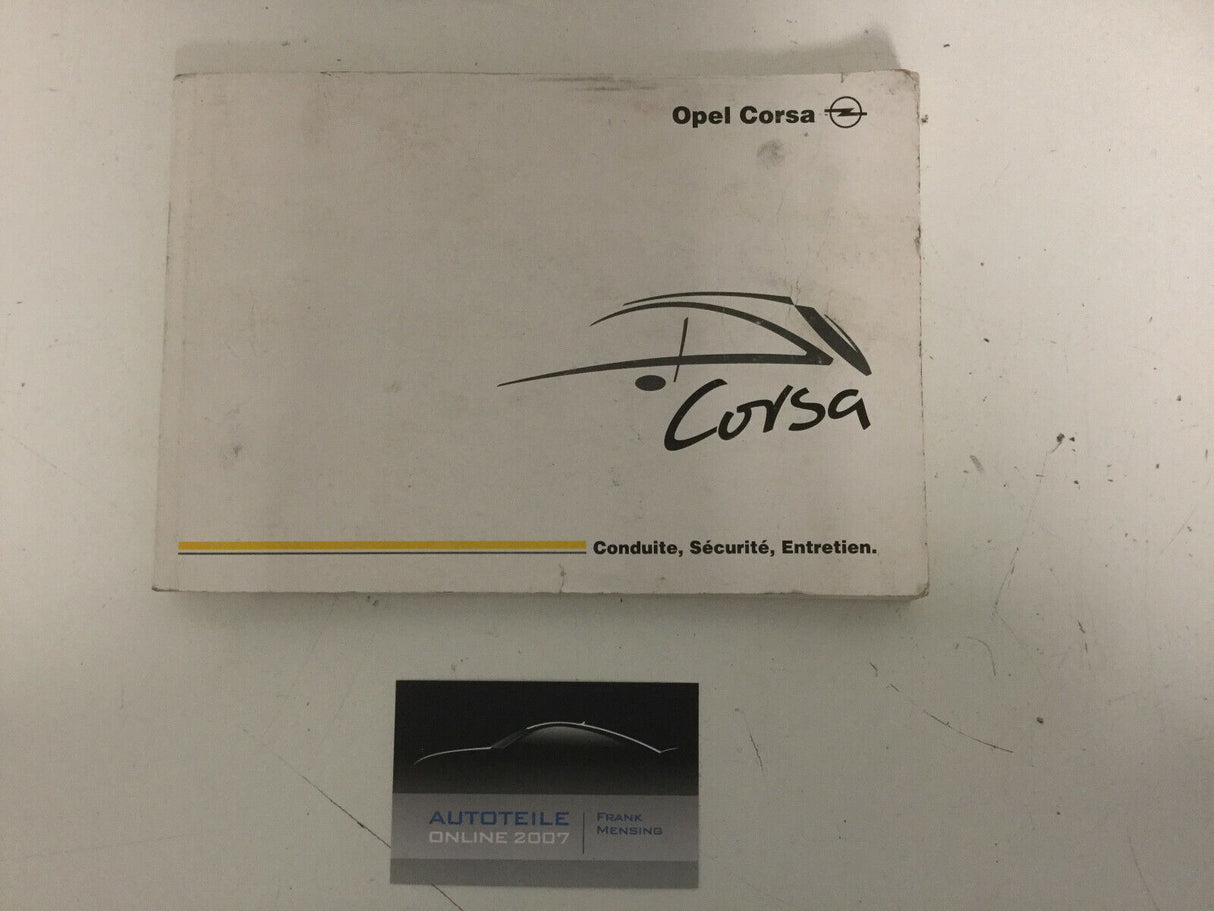 Opel Corsa
Corsa
Conduite, Sécurité, Entretien.
AUTOTEILE
ONLINE 2007
FRANK
MENSING